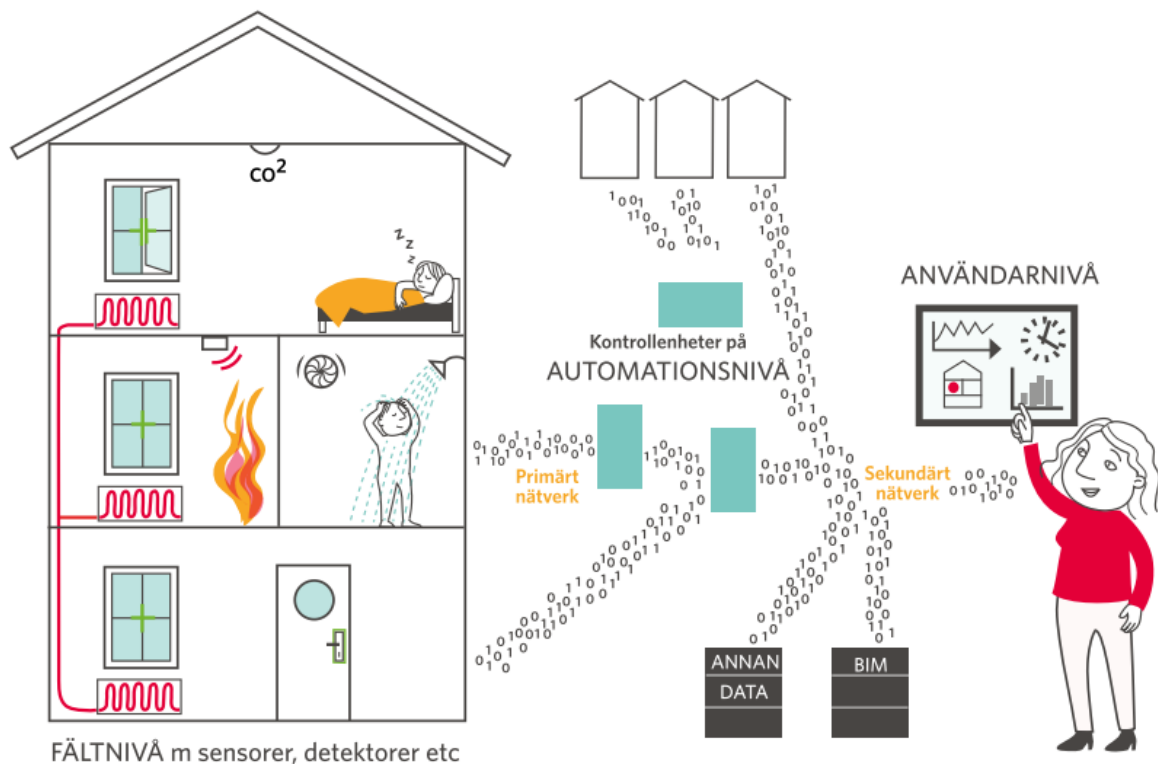 CO²
z
z
z
FÄLTNIVÅ m sensorer, detektorer etc
Kontrollenheter på
AUTOMATIONSNIVÅ
Primärt
nätverk
Sekundärt
nätverk
ANVÄNDARNIVÅ
ANNAN
DATA
BIM